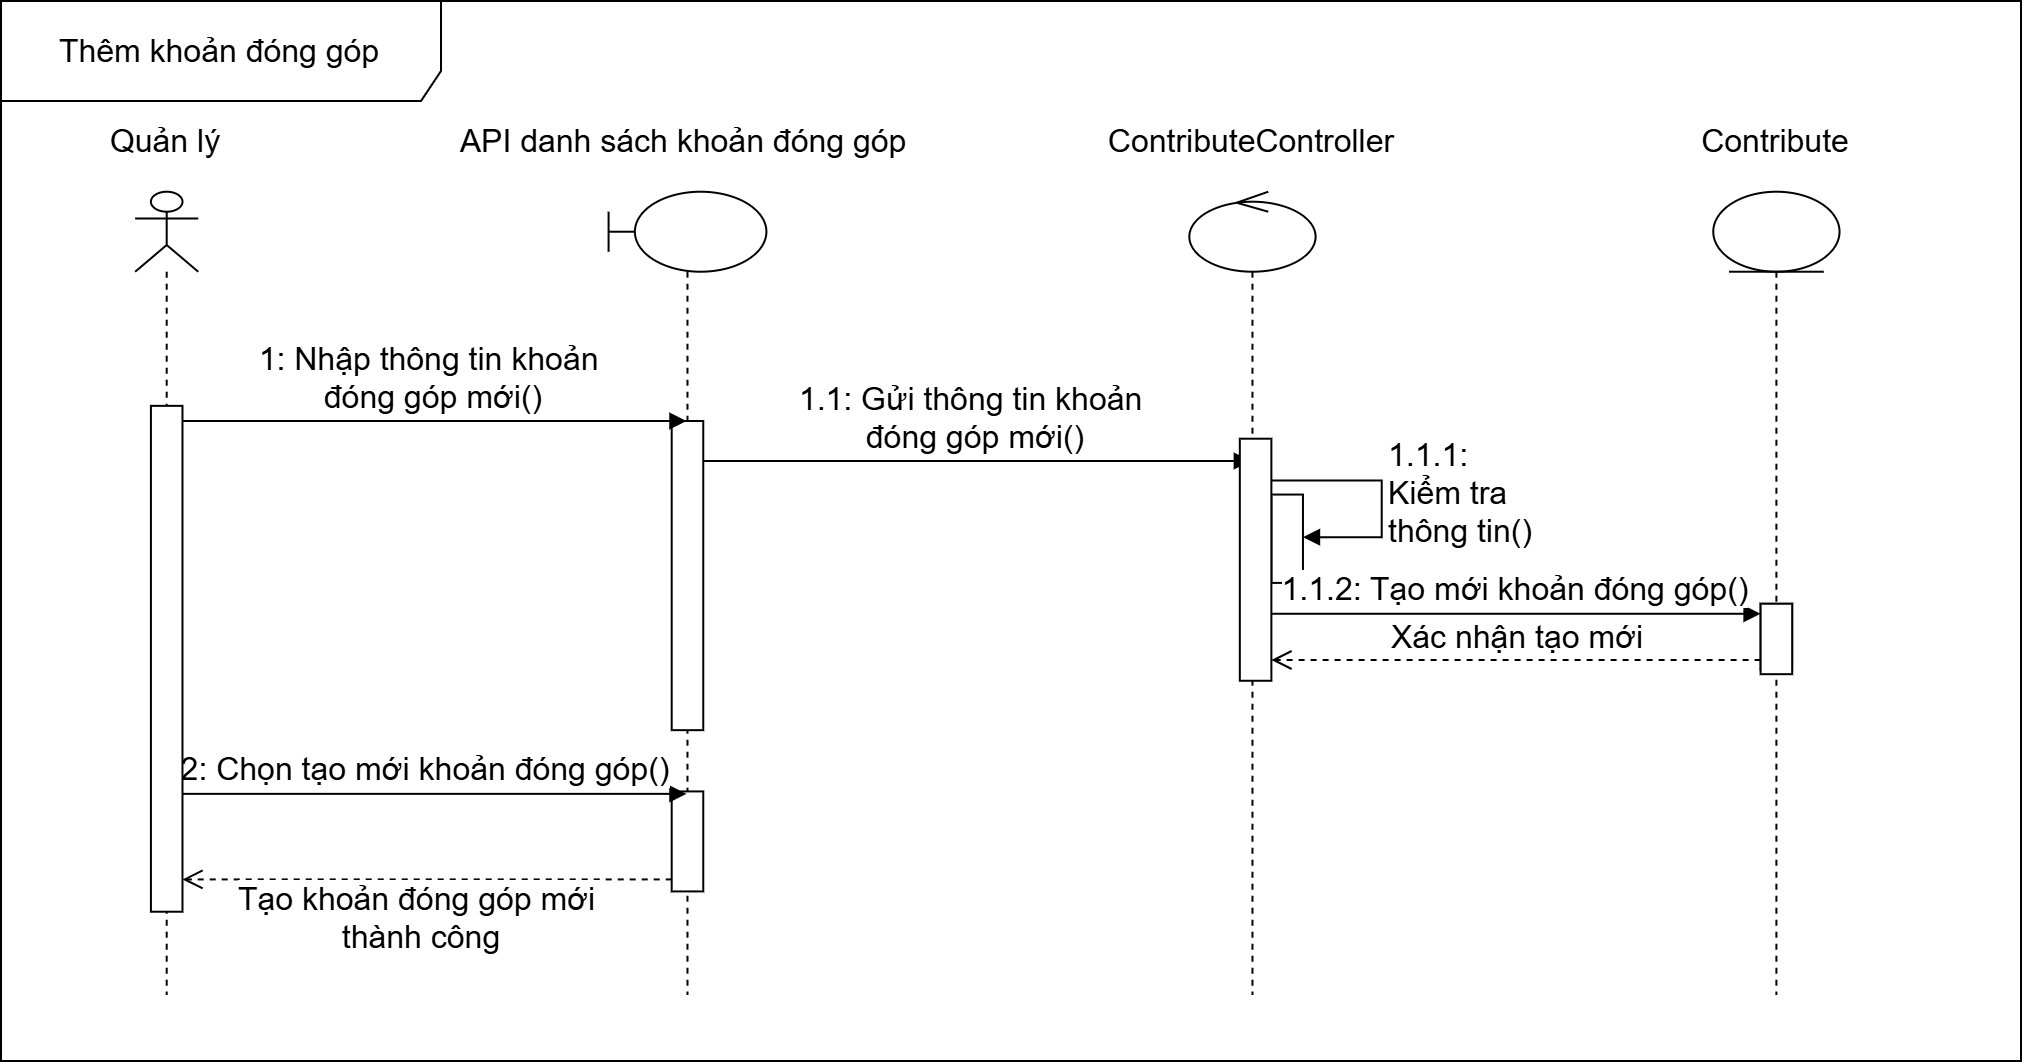 Thêm khoản đóng góp
Quản lý
API danh sách khoản đóng góp
ContributeController
Contribute
1: Nhập thông tin khoản
đóng góp mới()
1.1: Gửi thông tin khoản
đóng góp mới()
1.1.1:
Kiểm tra
thông tin()
1.1.2: Tạo mới khoản đóng góp()
Xác nhận tạo mới
2: Chọn tạo mới khoản đóng góp()
Tạo khoản đóng góp mới
thành công